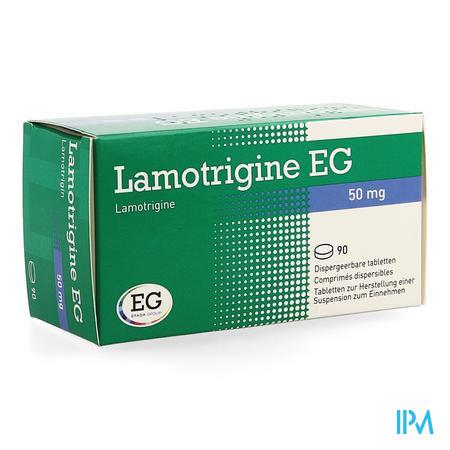 Lamotrigine EG
Lamotrigine
50 mg
90
Dispergeerbare tabletten
Comprimés dispersibles
Tabletten zur Herstellung einer
Suspension zum Einnehmen
EG
STADA GROUP
Lamotrigine EG
Lamotrigin
50 mg
90
IPM